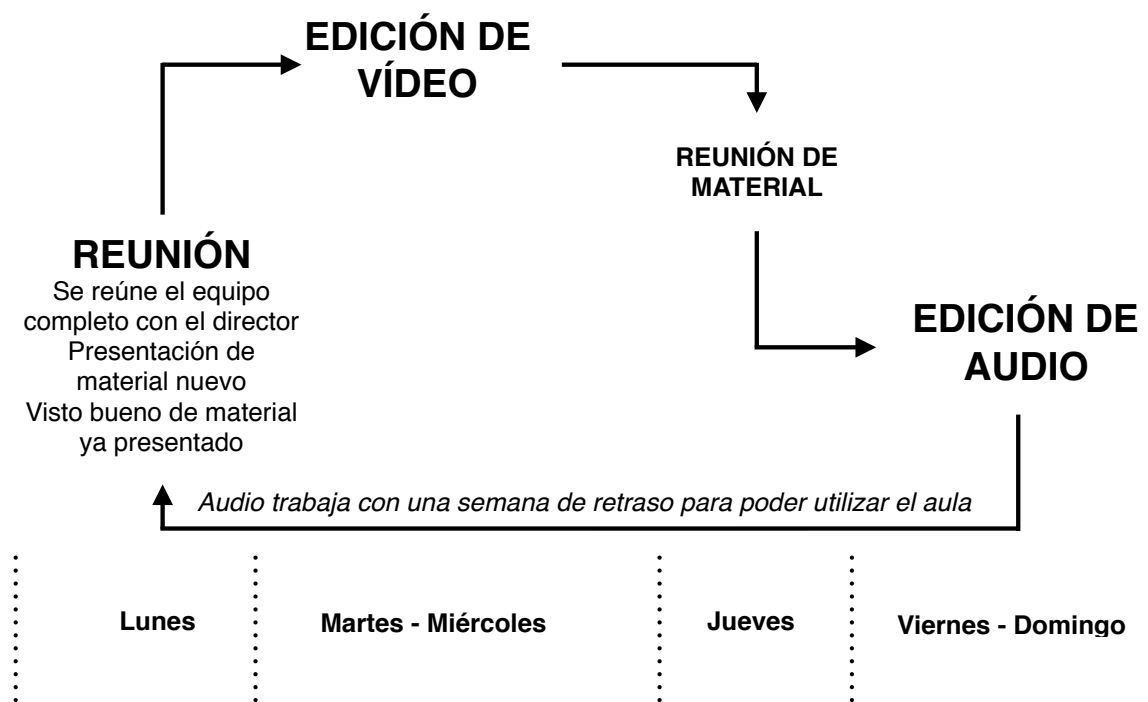 EDICIÓN DE
VÍDEO
REUNIÓN DE
MATERIAL
REUNIÓN
Se reúne el equipo
completo con el director
Presentación de
material nuevo
Visto bueno de material
ya presentado
EDICIÓN DE
AUDIO
Audio trabaja con una semana de retraso para poder utilizar el aula
Lunes
Martes - Miércoles
Jueves
Viernes - Domingo